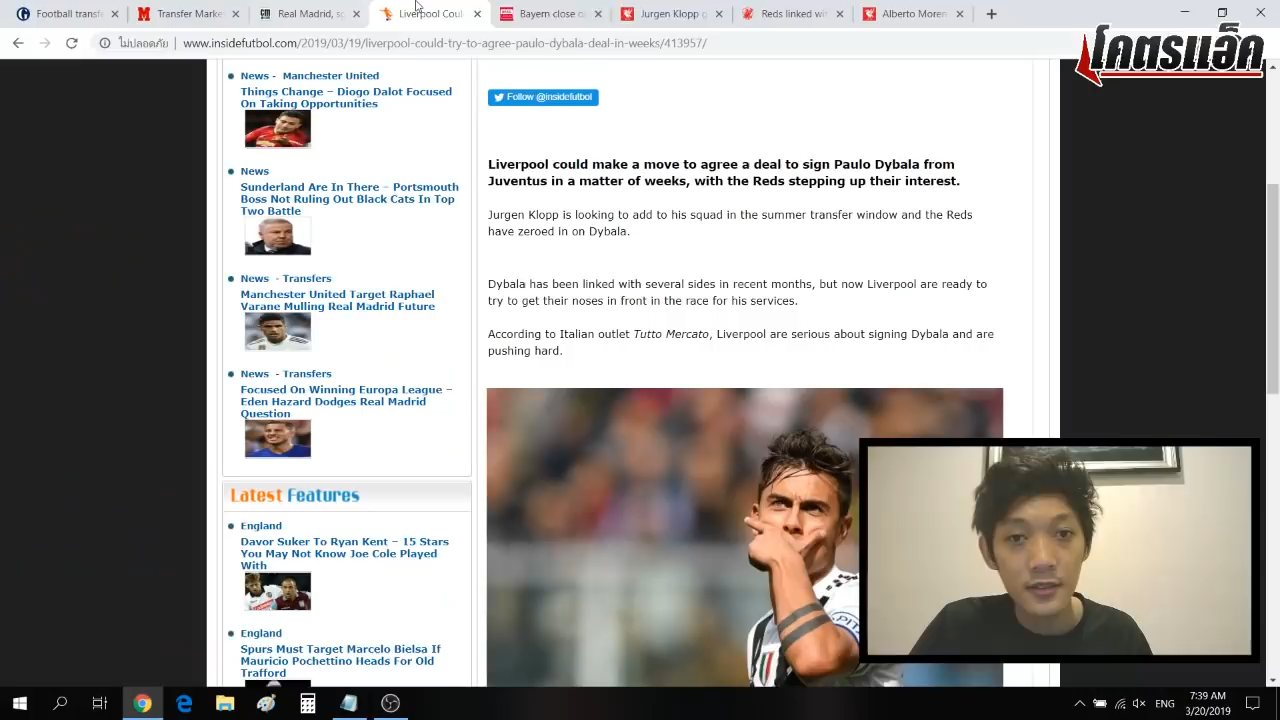 Football transf
Transfer Marke
Real Madrid, s
Liverpool Cou
Bayern close o
Jurgen Klopp g
Reds linked wit
Alberto Moren
ไม่ปลอดภัย
www.insidefutbol.com/2019/03/19/liverpool-could-try-to-agree-paulo-dybala-deal-in-weeks/413957/
โคตรแอ็ค
News - Manchester United
Things Change – Diogo Dalot Focused
On Taking Opportunities
News
Sunderland Are In There – Portsmouth
Boss Not Ruling Out Black Cats In Top
Two Battle
News - Transfers
Manchester United Target Raphael
Varane Mulling Real Madrid Future
News - Transfers
Focused On Winning Europa League –
Eden Hazard Dodges Real Madrid
Question
Latest Features
England
Davor Suker To Ryan Kent – 15 Stars
You May Not Know Joe Cole Played
With
England
Spurs Must Target Marcelo Bielsa If
Mauricio Pochettino Heads For Old
Trafford
Follow @insidefutbol
Liverpool could make a move to agree a deal to sign Paulo Dybala from
Juventus in a matter of weeks, with the Reds stepping up their interest.
Jurgen Klopp is looking to add to his squad in the summer transfer window and the Reds
have zeroed in on Dybala.
Dybala has been linked with several sides in recent months, but now Liverpool are ready to
try to get their noses in front in the race for his services.
According to Italian outlet Tutto Mercato, Liverpool are serious about signing Dybala and are
pushing hard.
ENG
7:39 AM
3/20/2019